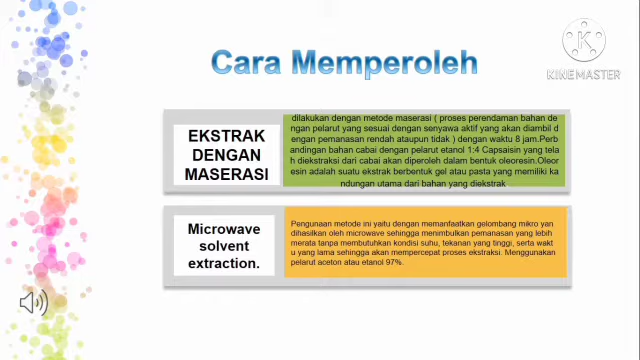 Cara Memperoleh
KINEMASTER
EKSTRAK
DENGAN
MASERASI
dilakukan dengan metode maserasi ( proses perendaman bahan de
ngan pelarut yang sesuai dengan senyawa aktif yang akan diambil d
engan pemanasan rendah ataupun tidak ) dengan waktu 8 jam.Perb
andingan bahan cabai dengan pelarut etanol 1:4 Capsaisin yang tela
h diekstraksi dari cabai akan diperoleh dalam bentuk oleoresin.Oleor
esin adalah suatu ekstrak berbentuk gel atau pasta yang memiliki ka
ndungan utama dari bahan yang diekstrak
Microwave
solvent
extraction.
Pengunaan metode ini yaitu dengan memanfaatkan gelombang mikro yan
dihasilkan oleh microwave sehingga menimbulkan pemanasan yang lebih
merata tanpa membutuhkan kondisi suhu, tekanan yang tinggi, serta wakt
u yang lama sehingga akan mempercepat proses ekstraksi. Menggunakan
pelarut aceton atau etanol 97%.